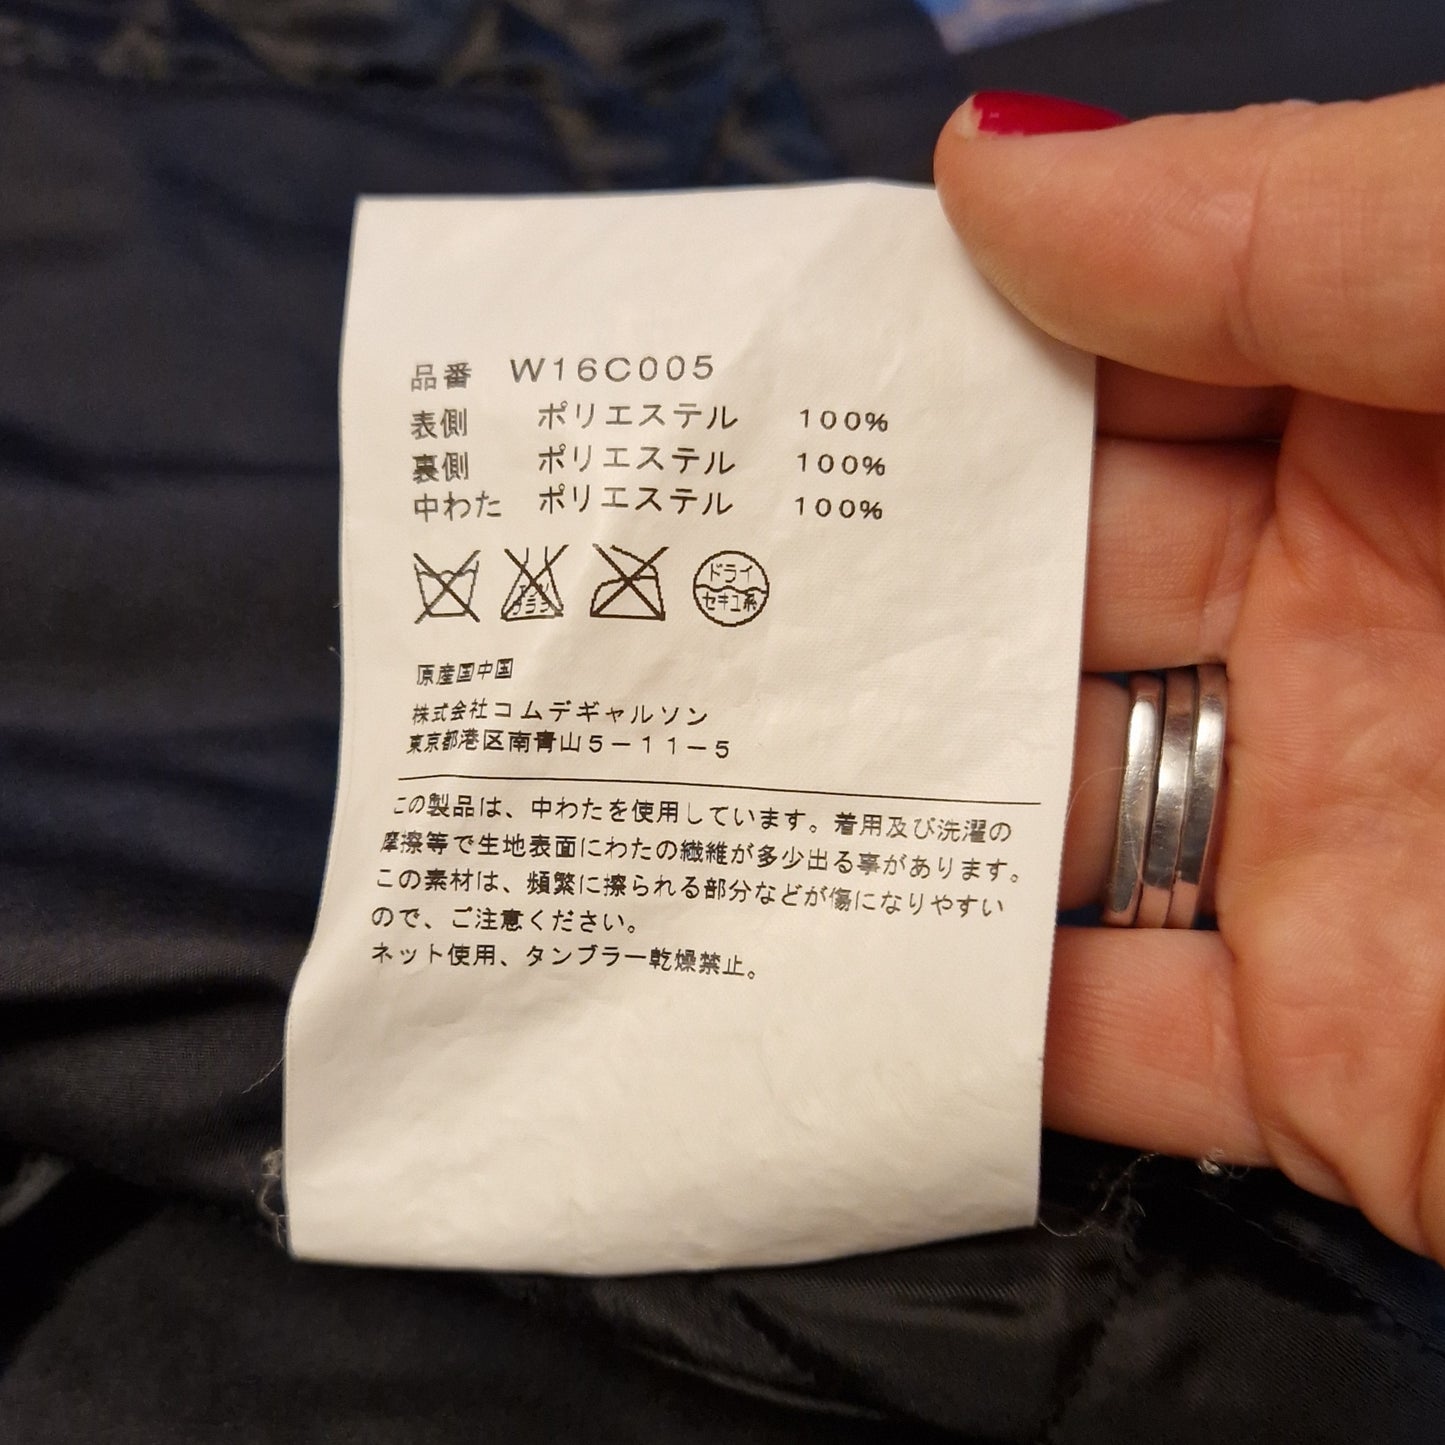 品番 W16C005
表側 ポリエステル 100%
裏側 ポリエステル 100%
中わた ポリエステル 100%
エンソサラシ
ドライ
セキユ系
原産国中国
株式会社コムデギャルソン
東京都港区南青山5-11-5
この製品は、中わたを使用しています。着用及び洗濯の
摩擦等で生地表面にわたの繊維が多少出る事があります。
この素材は、頻繁に擦られる部分などが傷になりやすい
ので、ご注意ください。
ネット使用、タンブラー乾燥禁止。